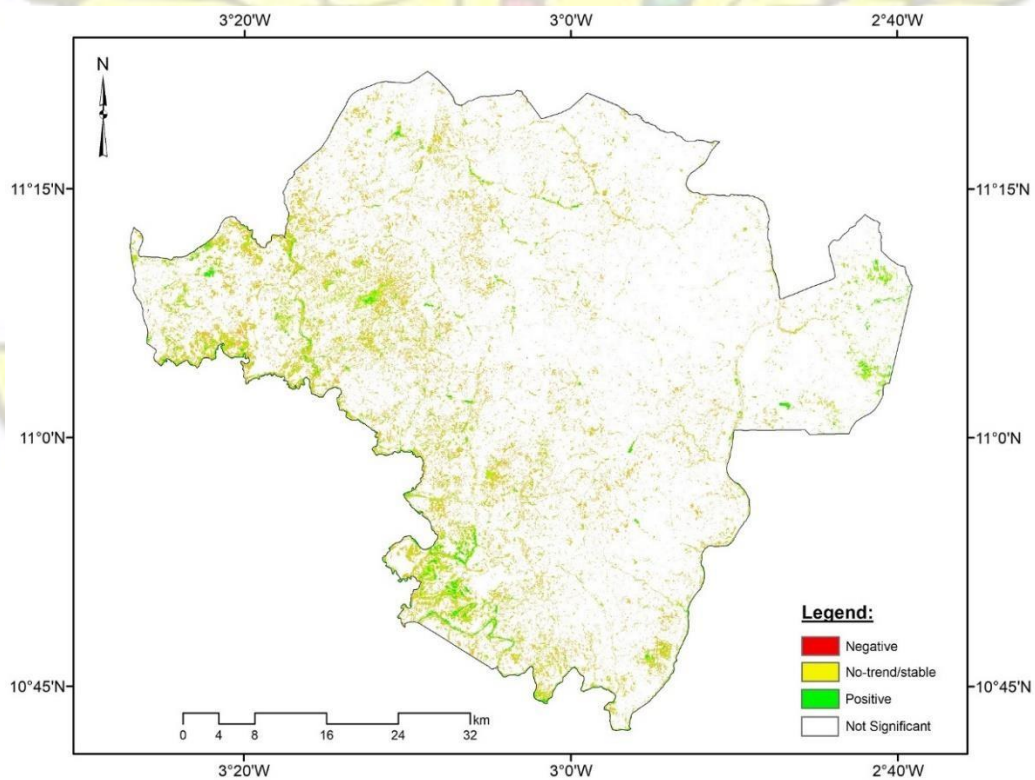 3°20'W 3°0'W 2°40'W
N
11°15'N 11°15'N
11°0'N 11°0'N
Legend:
Negative
No-trend/stable
Positive
Not Significant
10°45'N 10°45'N
km
0 4 8 16 24 32
3°20'W 3°0'W 2°40'W